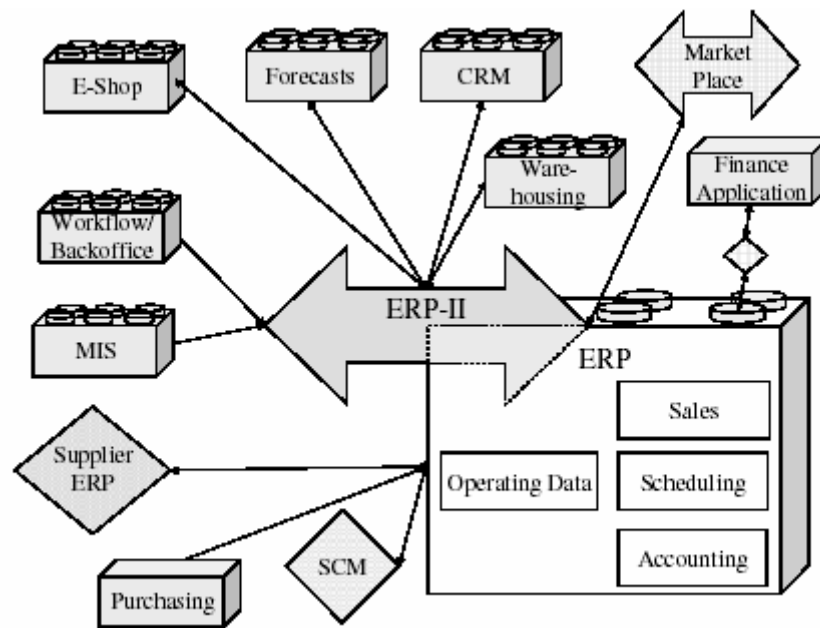 E-Shop
Forecasts
CRM
Market
Place
Ware-
housing
Finance
Application
Workflow/
Backoffice
ERP-II
MIS
ERP
Sales
Supplier
ERP
Operating Data
Scheduling
SCM
Accounting
Purchasing